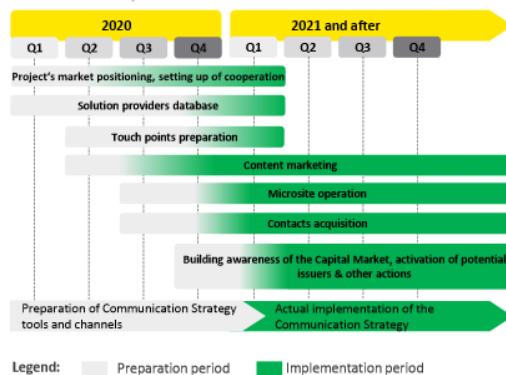 2020
2021 and after
Q1 Q2 Q3 Q4 Q1 Q2 Q3 Q4
Project's market positioning, setting up of cooperation
Solution providers database
Touch points preparation
Content marketing
Microsite operation
Contacts acquisition
Building awareness of the Capital Market, activation of potential
issuers & other actions
Preparation of Communication Strategy
tools and channels
Actual implementation of the
Communication Strategy
Legend: Preparation period Implementation period